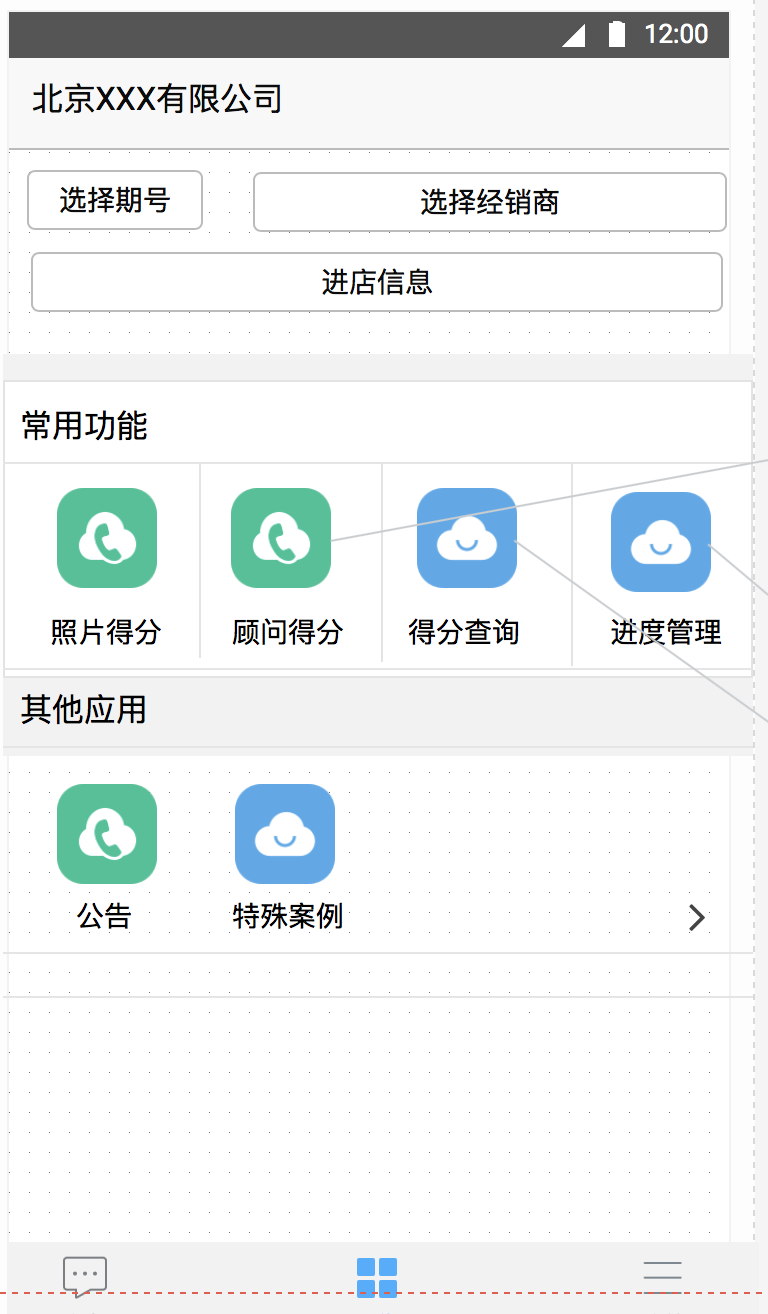 12:00
北京XXX有限公司
选择期号
选择经销商
进店信息
常用功能
照片得分
顾问得分
得分查询
进度管理
其他应用
公告
特殊案例